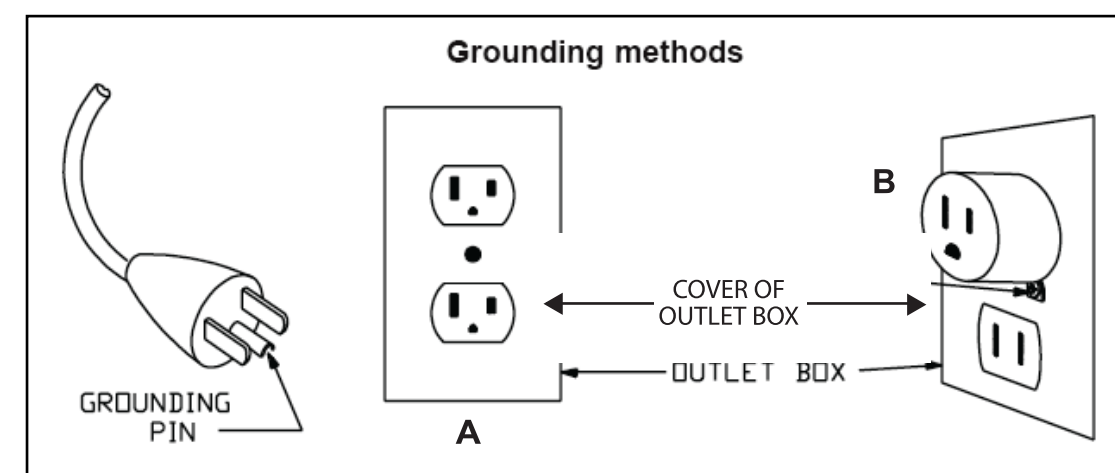 Grounding methods
B
COVER OF
OUTLET BOX
OUTLET BOX
GROUNDING
PIN
A